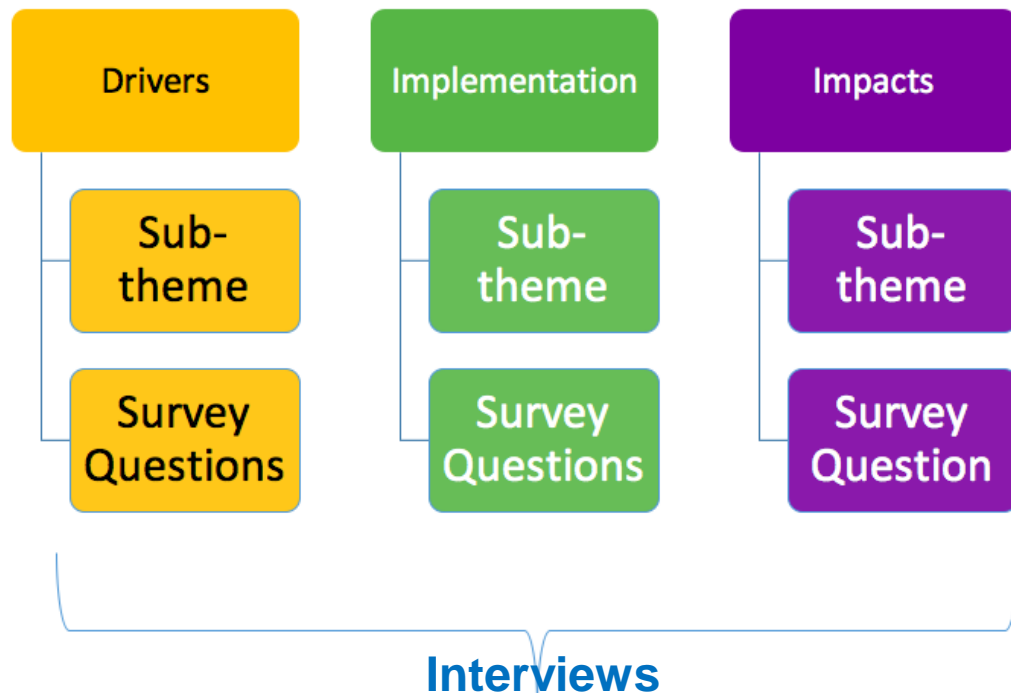 Drivers
Implementation
Impacts
Sub-
theme
Sub-
theme
Sub-
theme
Survey
Questions
Survey
Questions
Survey
Question
Interviews